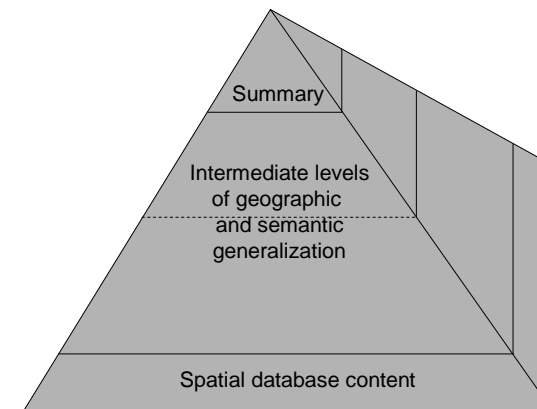 Summary
Intermediate levels
of geographic
and semantic
generalization
Spatial database content